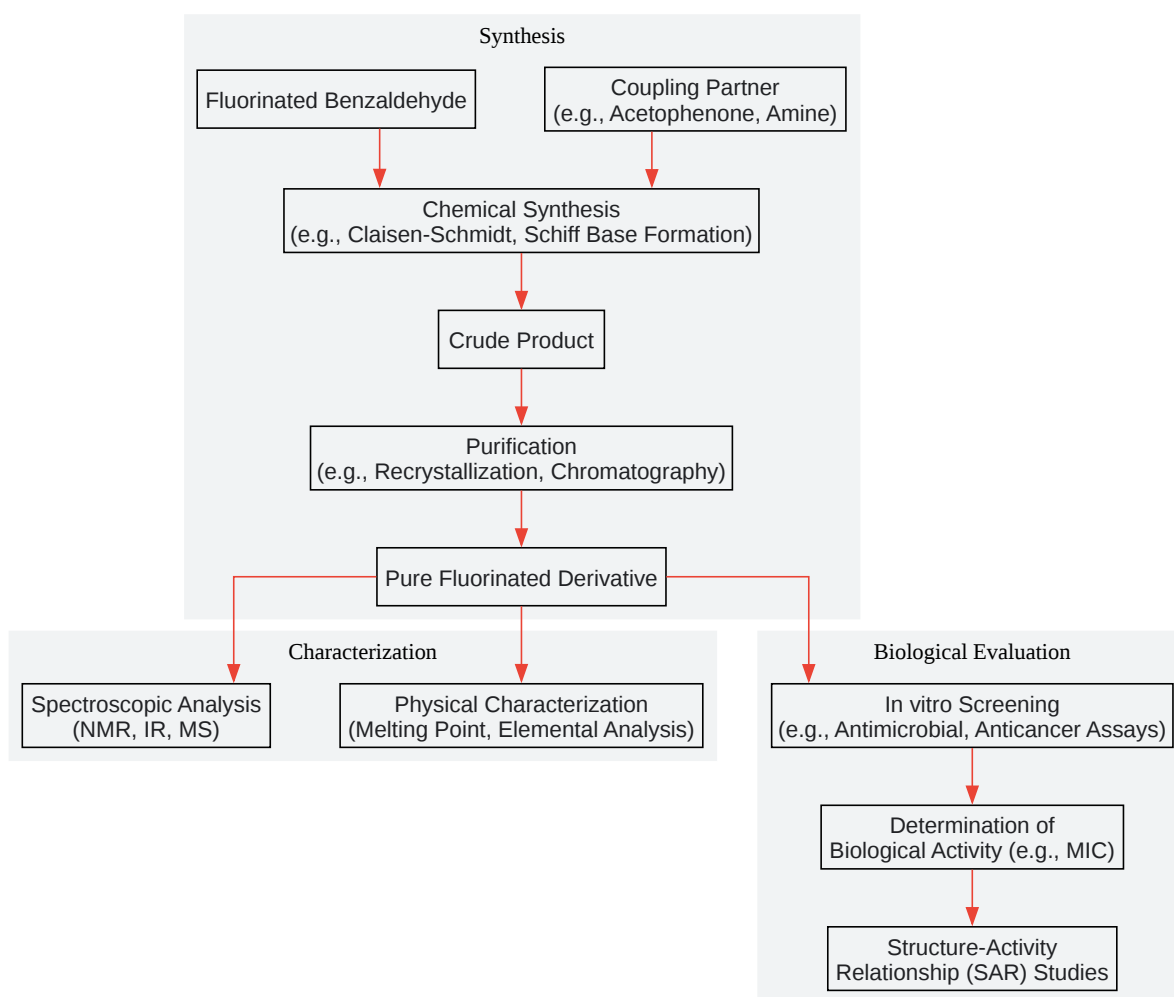 Synthesis
Fluorinated Benzaldehyde
Coupling Partner
(e.g., Acetophenone, Amine)
Chemical Synthesis
(e.g., Claisen-Schmidt, Schiff Base Formation)
Crude Product
Purification
(e.g., Recrystallization, Chromatography)
Pure Fluorinated Derivative
Characterization
Spectroscopic Analysis
(NMR, IR, MS)
Physical Characterization
(Melting Point, Elemental Analysis)
Biological Evaluation
In vitro Screening
(e.g., Antimicrobial, Anticancer Assays)
Determination of
Biological Activity (e.g., MIC)
Structure-Activity
Relationship (SAR) Studies